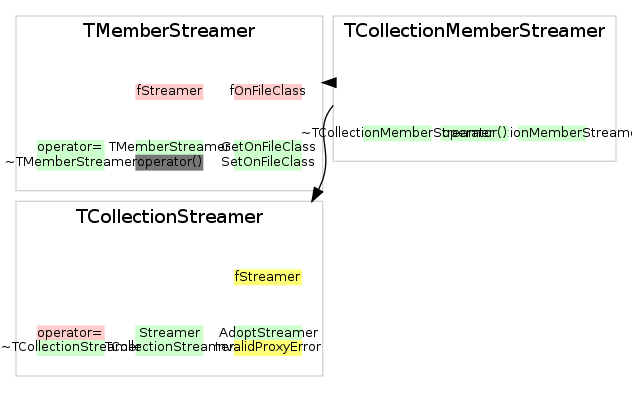 TMemberStreamer
fStreamer fOnFileClass
operator= TMemberStreamer GetOnFileClass
~TMemberStreamer operator() SetOnFileClass
TCollectionMemberStreamer
~TCollectionMemberStreamer operator()
TCollectionStreamer
fStreamer
operator= Streamer AdoptStreamer
~TCollectionStreamer TCollectionStreamer InvalidProxyError